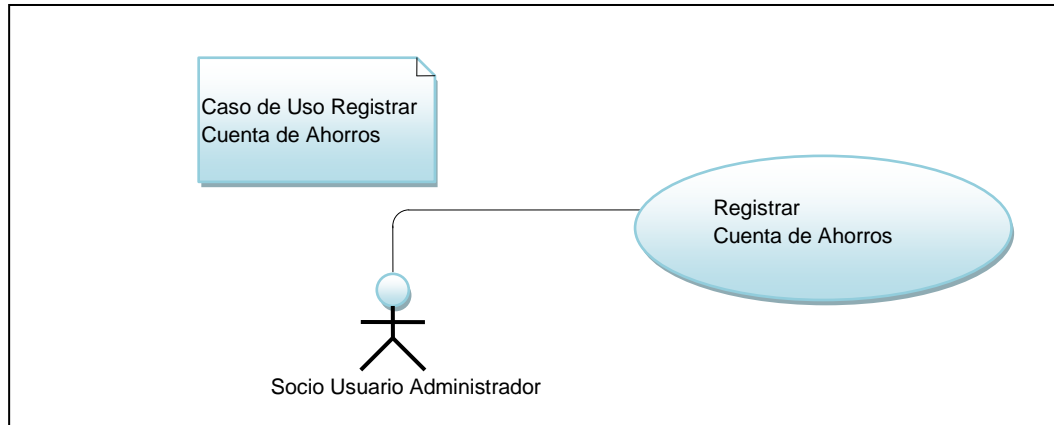 Caso de Uso Registrar
Cuenta de Ahorros
Registrar
Cuenta de Ahorros
Socio Usuario Administrador